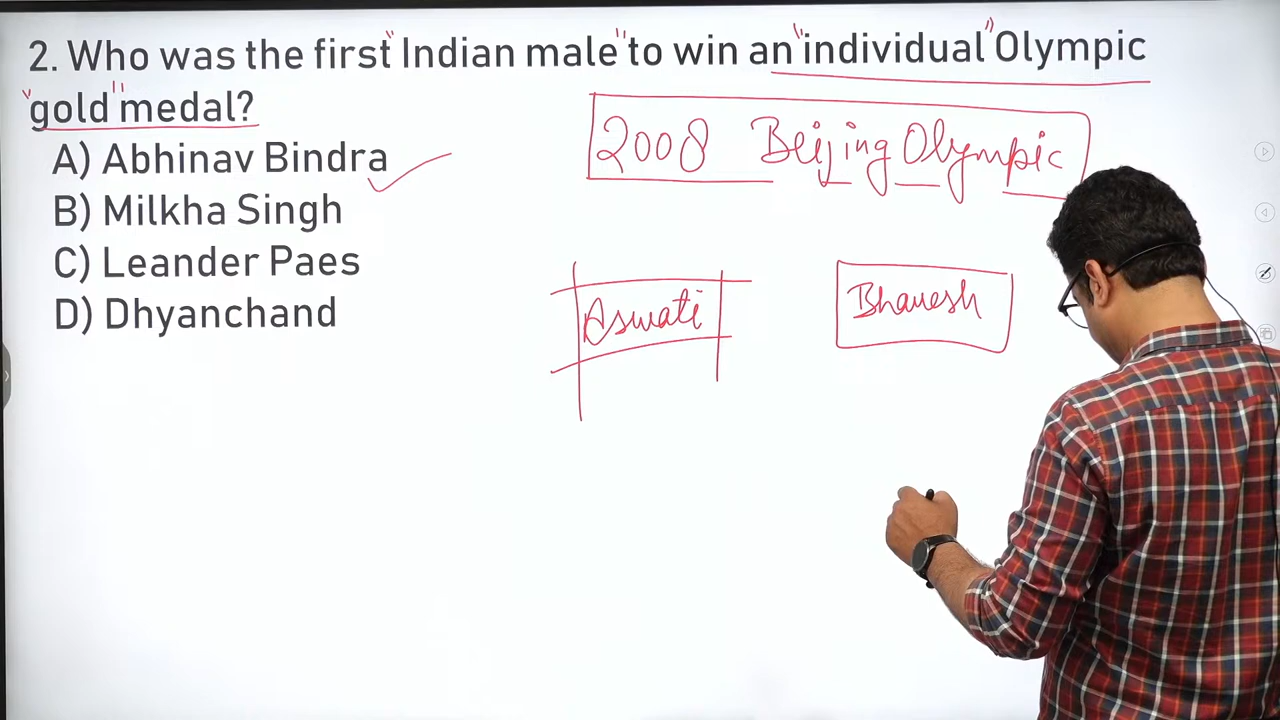 2. Who was the first "Indian male" to win an "individual" Olympic
"gold" medal?
A) Abhinav Bindra
B) Milkha Singh
C) Leander Paes
D) Dhyanchand
2008 Beijing Olympic
Aswati
Bhavesh